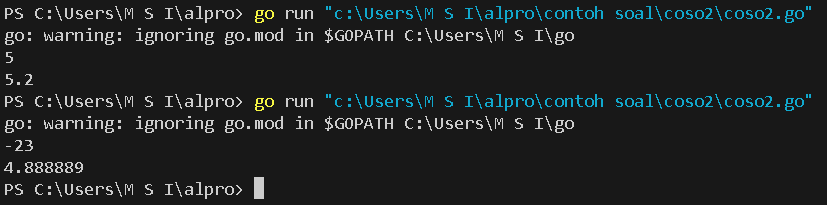 PS C:\Users\M S I\alpro> go run "c:\Users\M S I\alpro\contoh soal\coso2\coso2.go"
go: warning: ignoring go.mod in $GOPATH C:\Users\M S I\go
5
5.2
PS C:\Users\M S I\alpro> go run "c:\Users\M S I\alpro\contoh soal\coso2\coso2.go"
go: warning: ignoring go.mod in $GOPATH C:\Users\M S I\go
-23
4.888889
PS C:\Users\M S I\alpro>